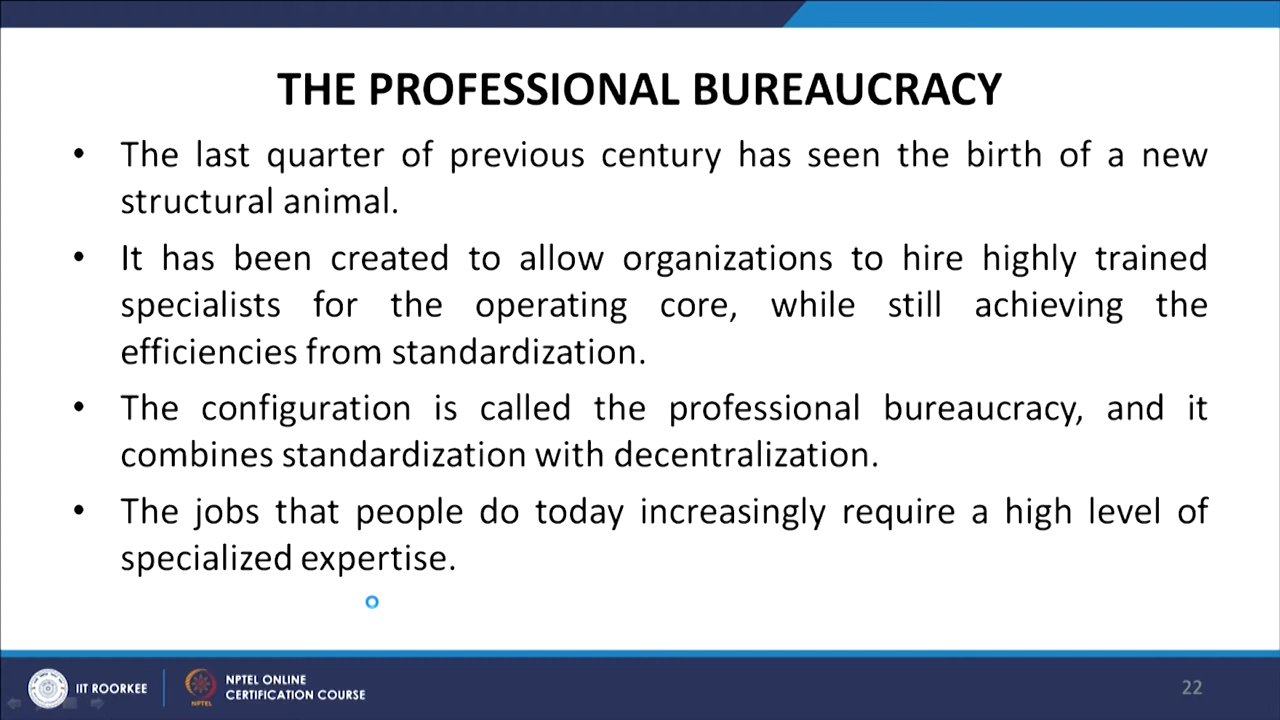 THE PROFESSIONAL BUREAUCRACY
• The last quarter of previous century has seen the birth of a new
structural animal.
• It has been created to allow organizations to hire highly trained
specialists for the operating core, while still achieving the
efficiencies from standardization.
• The configuration is called the professional bureaucracy, and it
combines standardization with decentralization.
• The jobs that people do today increasingly require a high level of
specialized expertise.
IIT ROORKEE
NPTEL
NPTEL ONLINE
CERTIFICATION COURSE
22